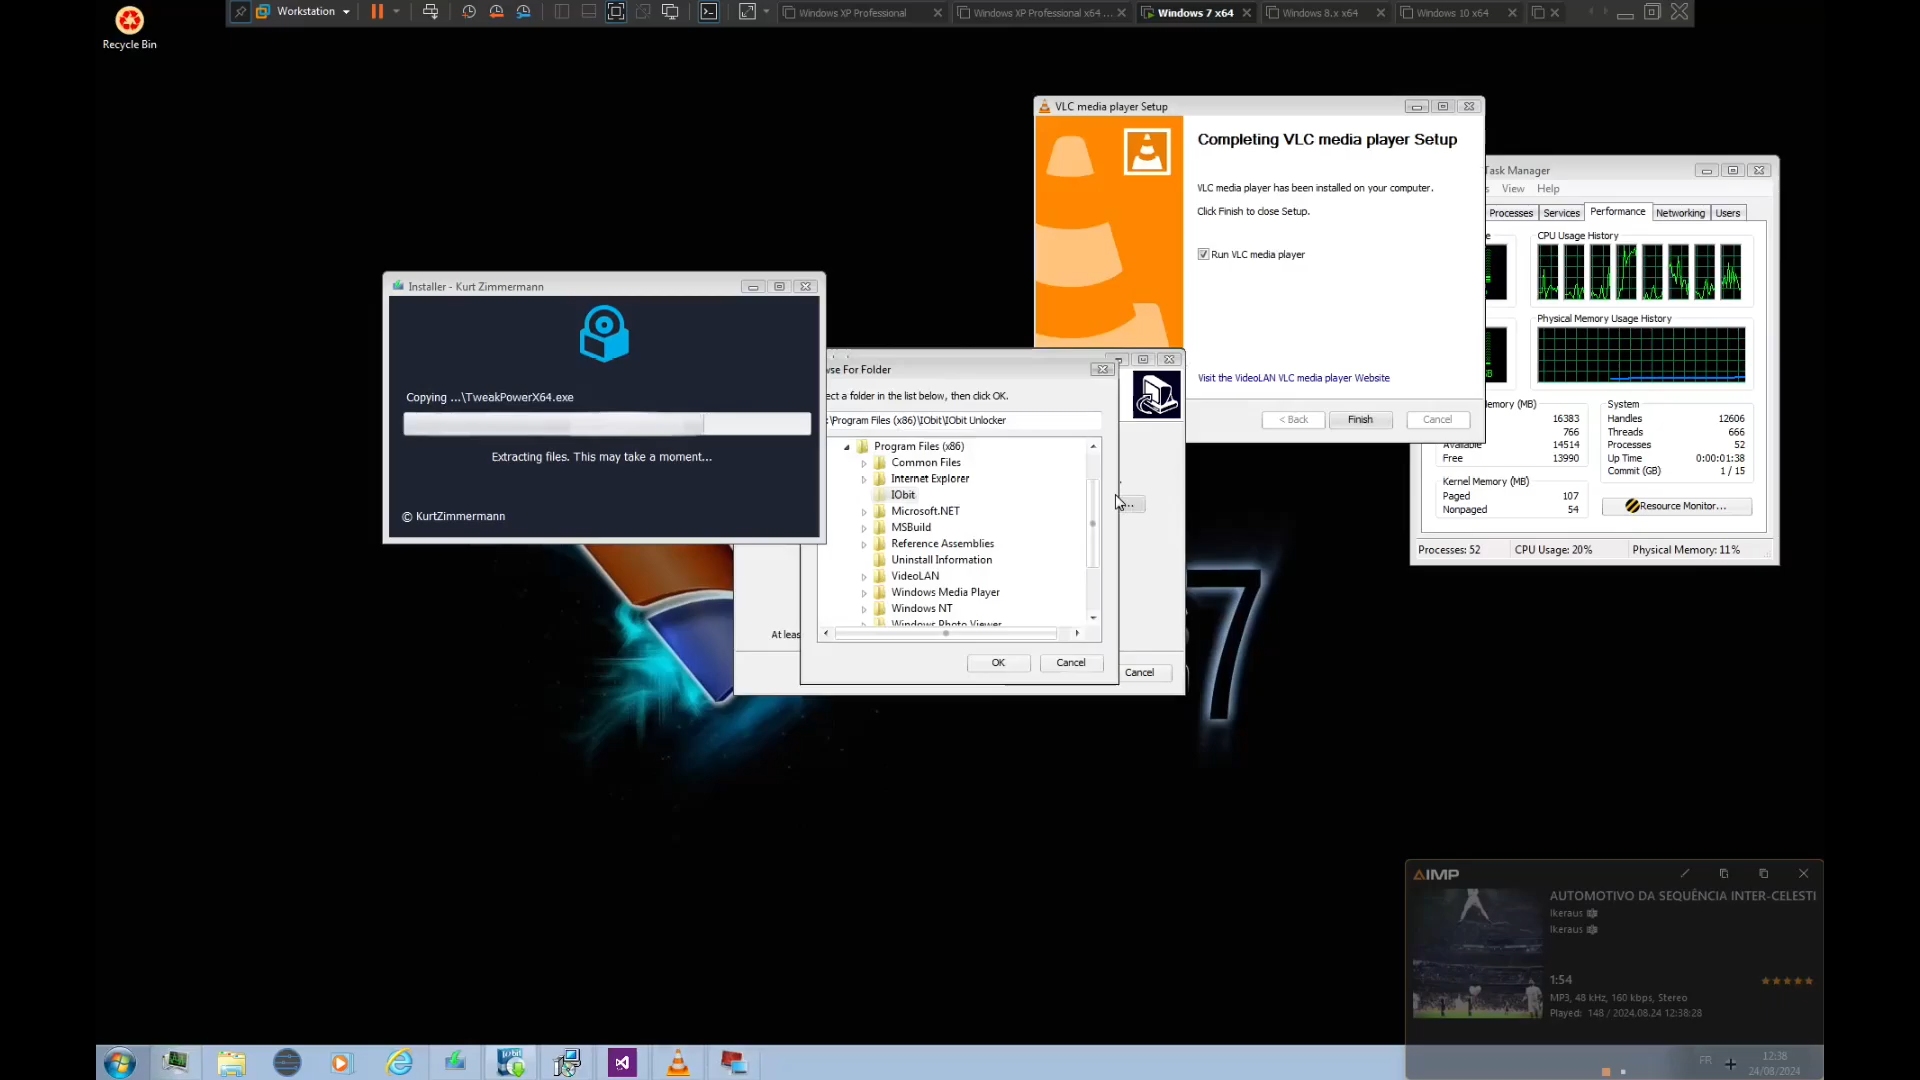 Recycle Bin
Workstation
Windows XP Professional
Windows XP Professional x64 ...
Windows 7 x64
Windows 8.x x64
Windows 10 x64
VLC media player Setup
Completing VLC media player Setup
VLC media player has been installed on your computer.
Click Finish to close Setup.
Run VLC media player
Visit the VideoLAN VLC media player Website
< Back
Finish
Cancel
Task Manager
View
Help
Processes
Services
Performance
Networking
Users
CPU Usage History
Physical Memory Usage History
emory (MB)
16383
766
Available 14514
Free 13990
System
Handles 12606
Threads 666
Processes 52
Up Time 0:00:01:38
Commit (GB) 1 / 15
Kernel Memory (MB)
Paged 107
Nonpaged 54
Resource Monitor...
Processes: 52
CPU Usage: 20%
Physical Memory: 11%
Installer - Kurt Zimmermann
Copying ...\TweakPowerX64.exe
Extracting files. This may take a moment...
© KurtZimmermann
wse For Folder
ect a folder in the list below, then click OK.
:\Program Files (x86)\IObit\IObit Unlocker
Program Files (x86)
Common Files
Internet Explorer
IObit
Microsoft.NET
MSBuild
Reference Assemblies
Uninstall Information
VideoLAN
Windows Media Player
Windows NT
Windows Photo Viewer
OK
Cancel
At leas
Cancel
7
AIMP
AUTOMOTIVO DA SEQUÊNCIA INTER-CELESTI
Ikeraus
Ikeraus
1:54
MP3, 48 kHz, 160 kbps, Stereo
Played: 148 / 2024.08.24 12:38:28
FR
12:38
24/08/2024